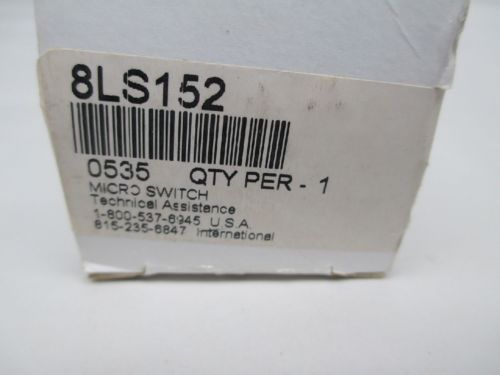 8LS152
0535 QTY PER - 1
MICRO SWITCH
Technical Assistance
1-800-537-6945 U.S.A.
815-235-6847 International